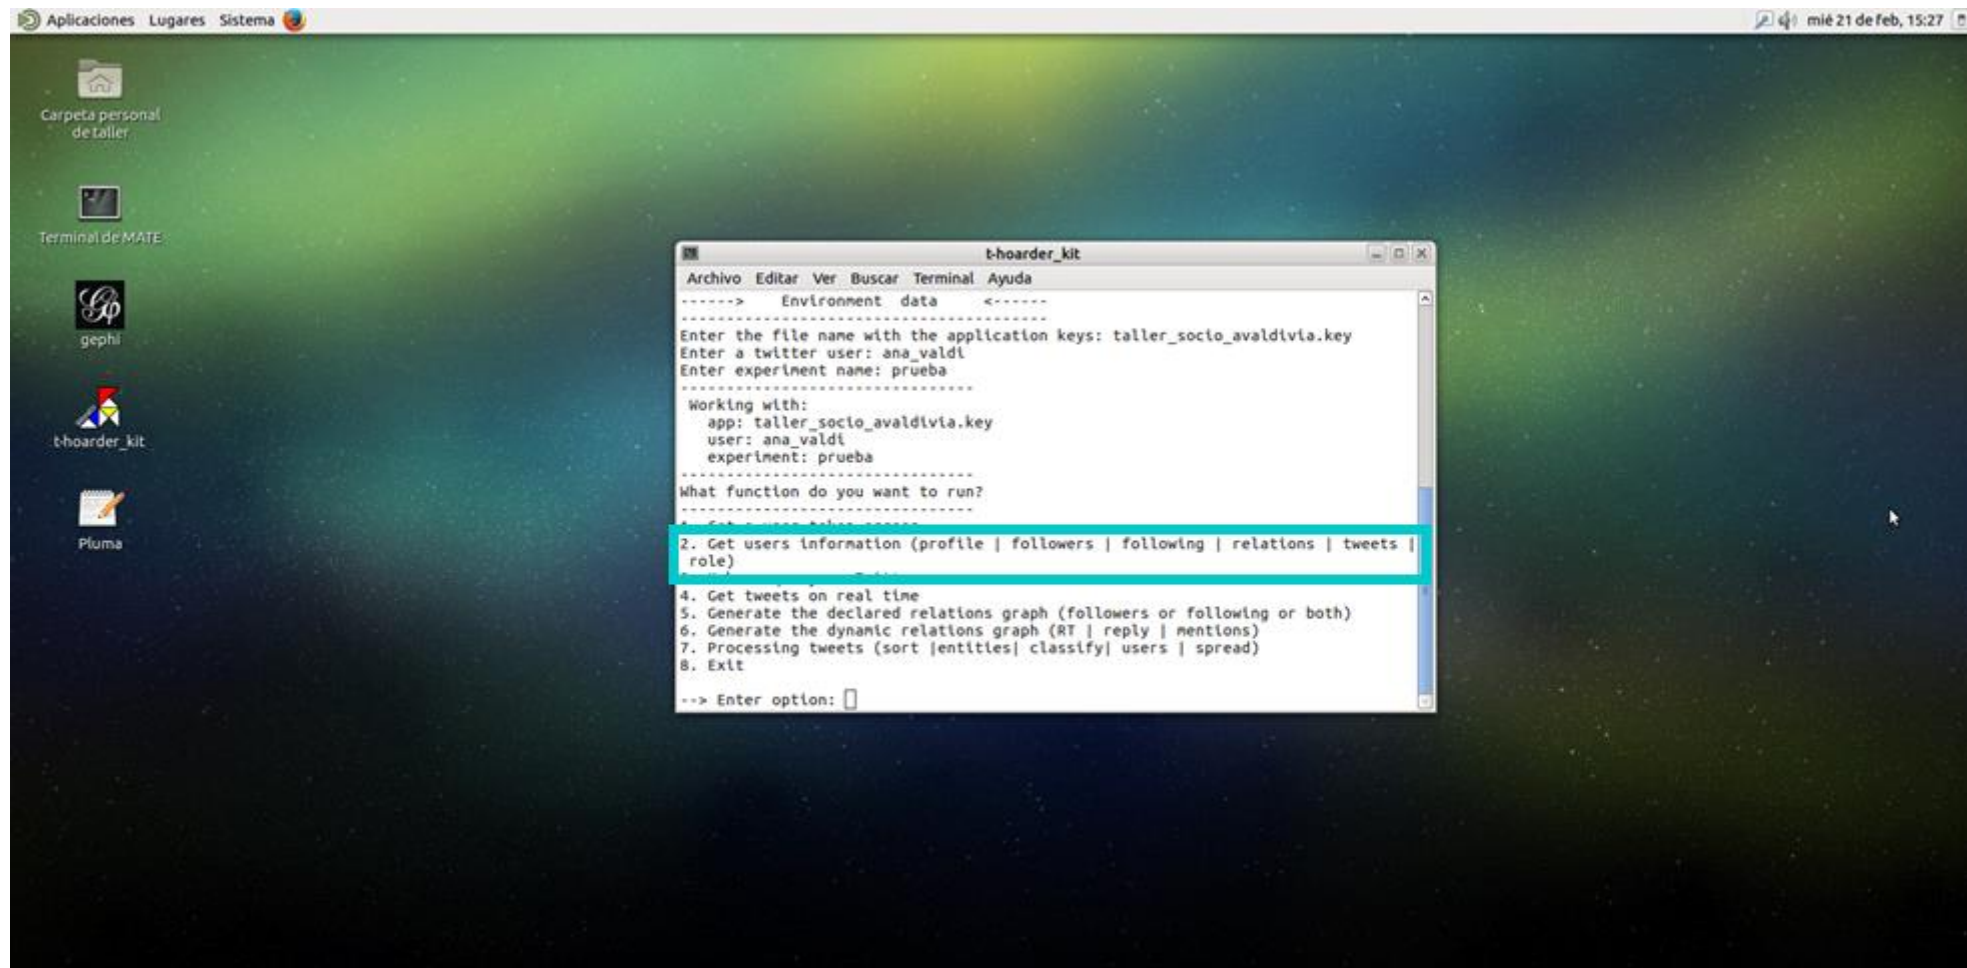 Aplicaciones Lugares Sistema
mié 21 de feb, 15:27
Carpeta personal
de taller
Terminal de MATE
gephi
t-hoarder_kit
Pluma
t-hoarder_kit
Archivo Editar Ver Buscar Terminal Ayuda
------> Environment data <------
----------------------------------------
Enter the file name with the application keys: taller_socio_avaldivia.key
Enter a twitter user: ana_valdi
Enter experiment name: prueba
--------------------------------
Working with:
app: taller_socio_avaldivia.key
user: ana_valdi
experiment: prueba
--------------------------------
What function do you want to run?
--------------------------------
2. Get users information (profile | followers | following | relations | tweets |
role)
4. Get tweets on real time
5. Generate the declared relations graph (followers or following or both)
6. Generate the dynamic relations graph (RT | reply | mentions)
7. Processing tweets (sort |entities| classify| users | spread)
8. Exit
--> Enter option: